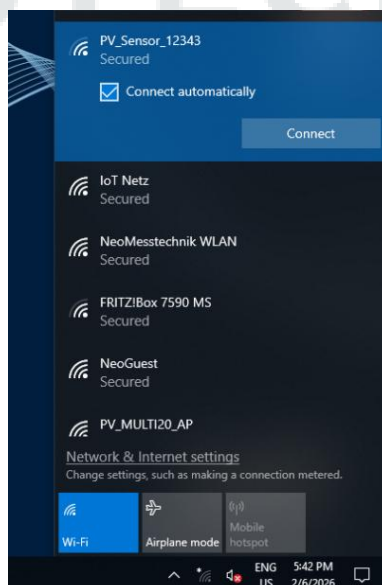 PV_Sensor_12343
Secured
Connect automatically
Connect
IoT Netz
Secured
NeoMesstechnik WLAN
Secured
FRITZ!Box 7590 MS
Secured
NeoGuest
Secured
PV_MULTI20_AP
Network & Internet settings
Change settings, such as making a connection metered.
Wi-Fi
Airplane mode
Mobile
hotspot
ENG
US
5:42 PM
2/6/2026